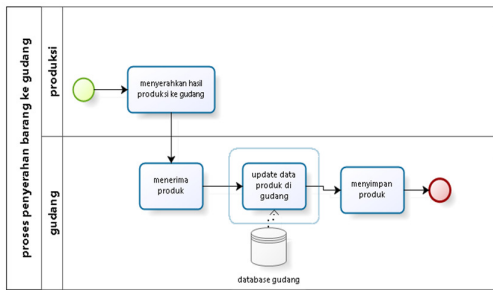 proses penyerahan barang ke gudang
produksi
menyerahkan hasil
produksi ke gudang
gudang
menerima
produk
update data
produk di
gudang
menyimpan
produk
database gudang